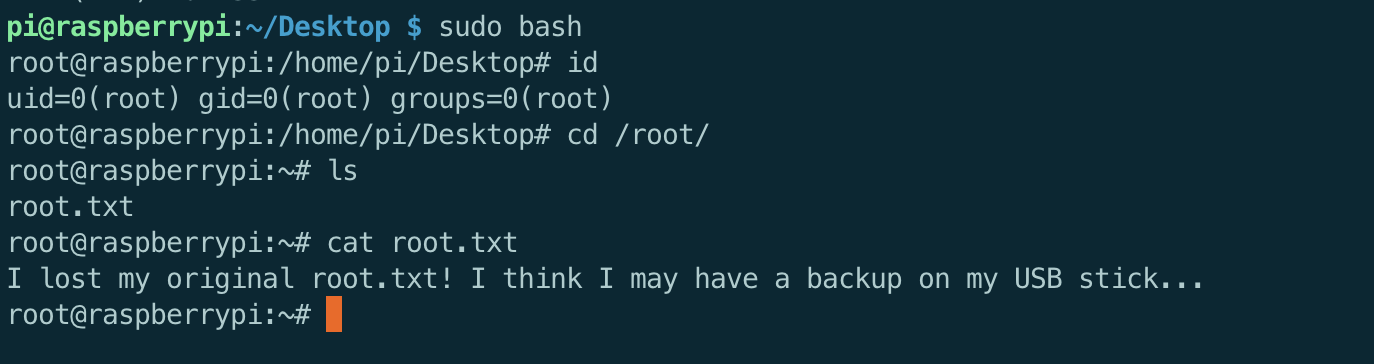 pi@raspberrypi:~/Desktop $ sudo bash
root@raspberrypi:/home/pi/Desktop# id
uid=0(root) gid=0(root) groups=0(root)
root@raspberrypi:/home/pi/Desktop# cd /root/
root@raspberrypi:~# ls
root.txt
root@raspberrypi:~# cat root.txt
I lost my original root.txt! I think I may have a backup on my USB stick...
root@raspberrypi:~#